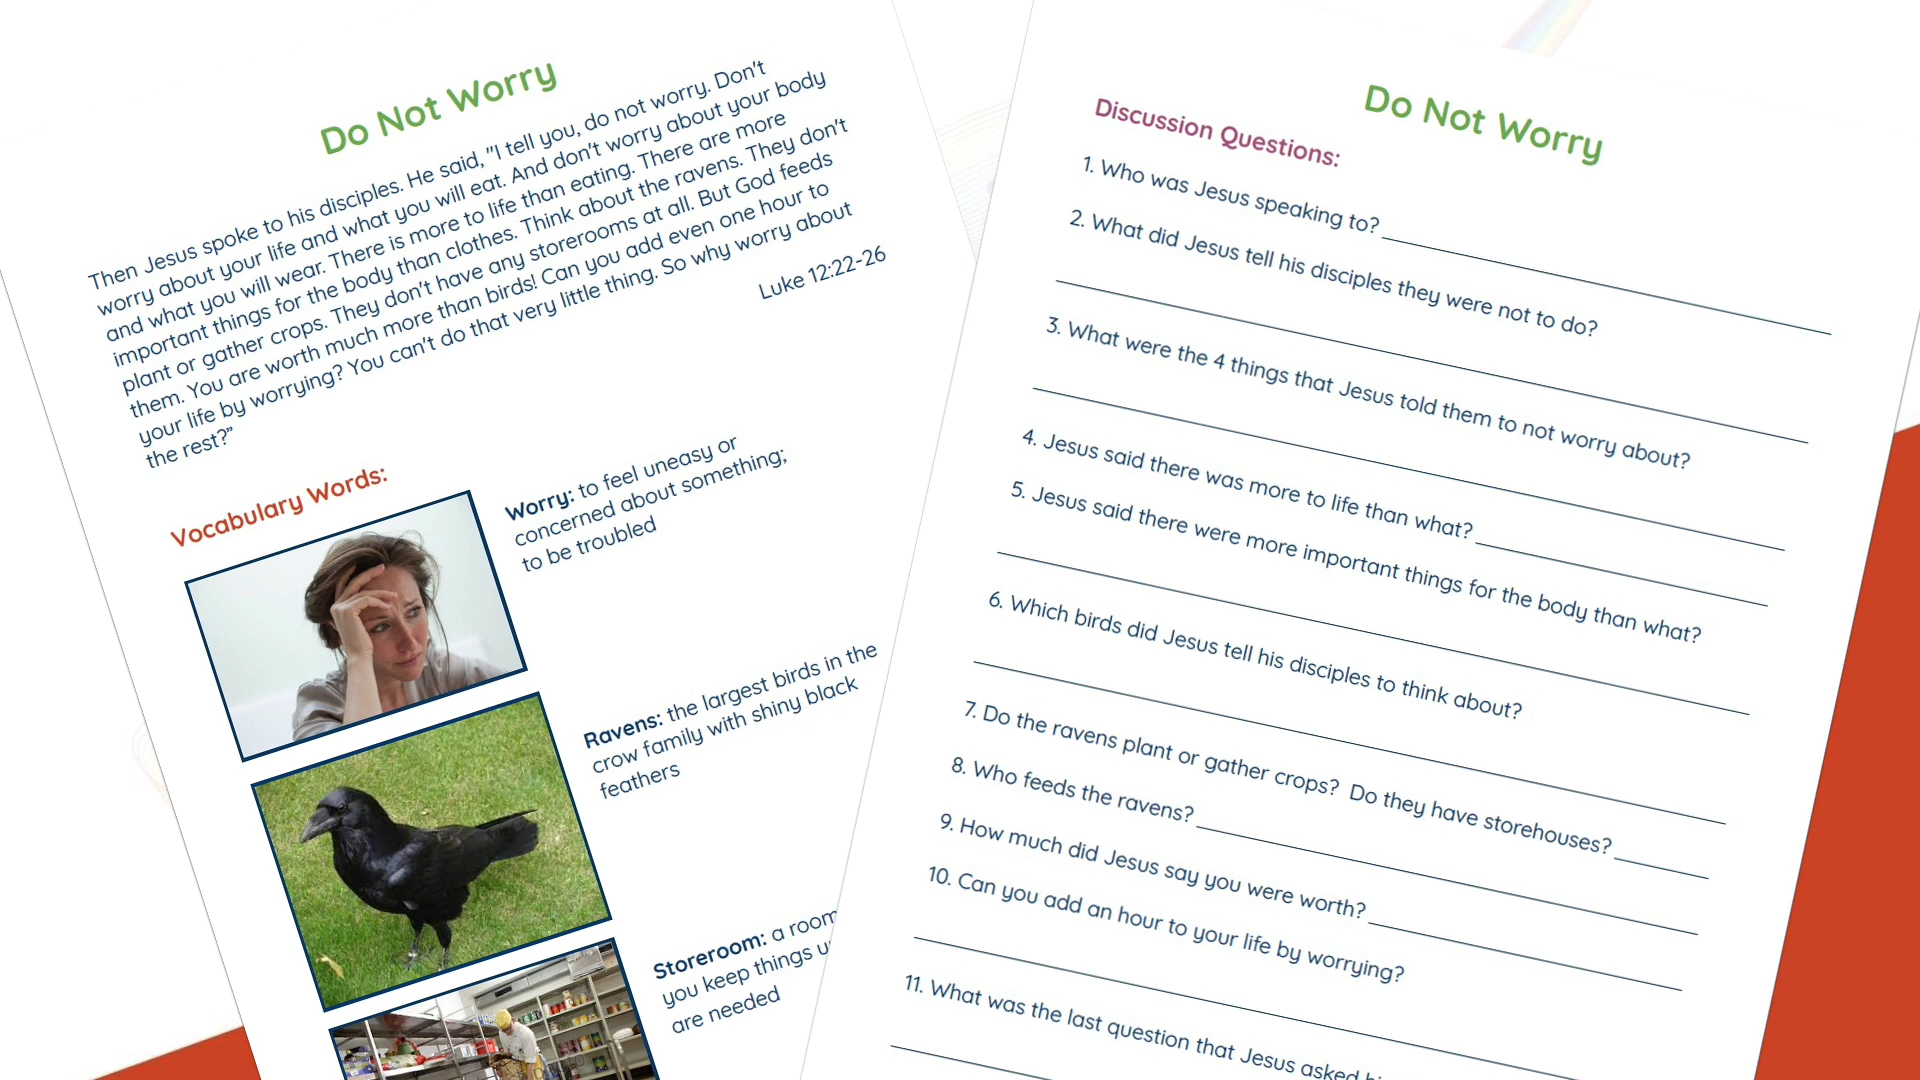 Do Not Worry
Then Jesus spoke to his disciples. He said, "I tell you, do not worry. Don't
worry about your life and what you will eat. And don't worry about your body
and what you will wear. There is more to life than eating. There are more
important things for the body than clothes. Think about the ravens. They don't
plant or gather crops. They don't have any storerooms at all. But God feeds
them. You are worth much more than birds! Can you add even one hour to
your life by worrying? You can't do that very little thing. So why worry about
the rest?”
Luke 12:22-26
Vocabulary Words:
Worry: to feel uneasy or
concerned about something;
to be troubled
Ravens: the largest birds in the
crow family with shiny black
feathers
Storeroom: a room
you keep things
are needed
Do Not Worry
Discussion Questions:
1. Who was Jesus speaking to?
2. What did Jesus tell his disciples they were not to do?
3. What were the 4 things that Jesus told them to not worry about?
4. Jesus said there was more to life than what?
5. Jesus said there were more important things for the body than what?
6. Which birds did Jesus tell his disciples to think about?
7. Do the ravens plant or gather crops? Do they have storehouses?
8. Who feeds the ravens?
9. How much did Jesus say you were worth?
10. Can you add an hour to your life by worrying?
11. What was the last question that Jesus asked